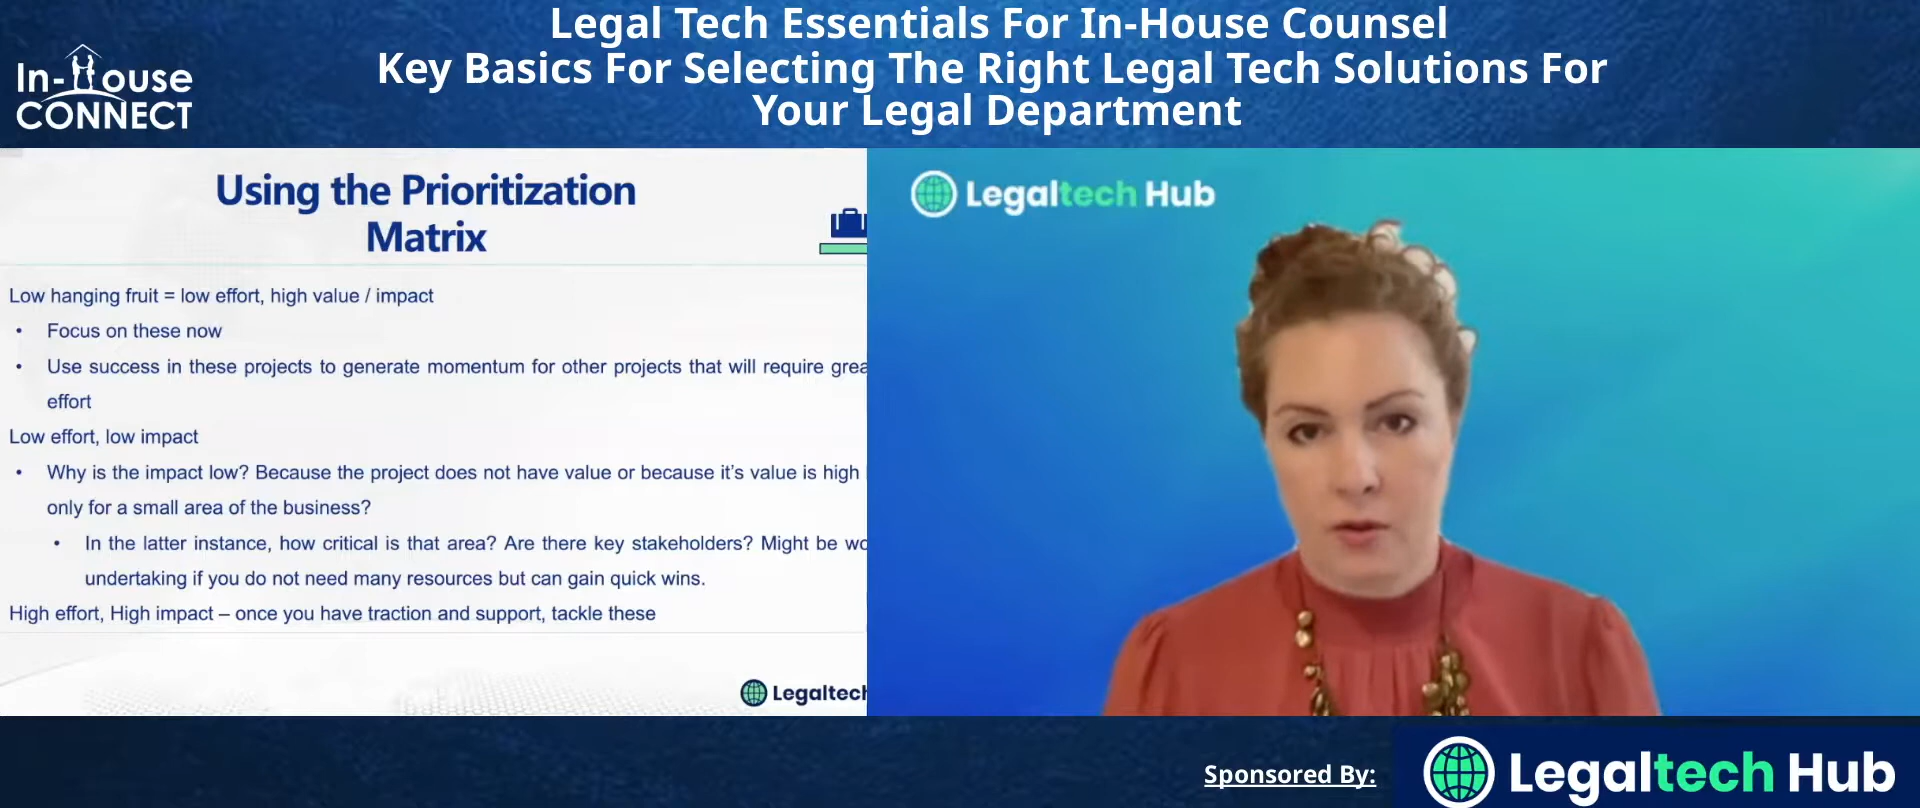 Legal Tech Essentials For In-House Counsel
Key Basics For Selecting The Right Legal Tech Solutions For
Your Legal Department
In-House
CONNECT
Using the Prioritization
Matrix
Low hanging fruit = low effort, high value / impact
• Focus on these now
• Use success in these projects to generate momentum for other projects that will require
effort
Low effort, low impact
• Why is the impact low? Because the project does not have value or because it's value is high
only for a small area of the business?
• In the latter instance, how critical is that area? Are there key stakeholders? Might be
undertaking if you do not need many resources but can gain quick wins.
High effort, High impact – once you have traction and support, tackle these
Legaltech
Legaltech Hub
Sponsored By:
Legaltech Hub